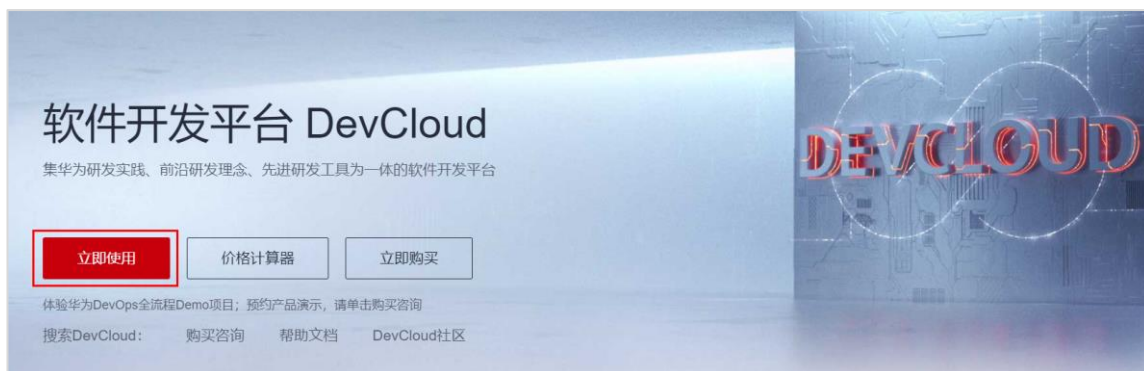 软件开发平台 DevCloud
集华为研发实践、前沿研发理念、先进研发工具为一体的软件开发平台
DEVCLOUD
立即使用 价格计算器 立即购买
体验华为DevOps全流程Demo项目；预约产品演示，请单击购买咨询
搜索DevCloud： 购买咨询 帮助文档 DevCloud社区